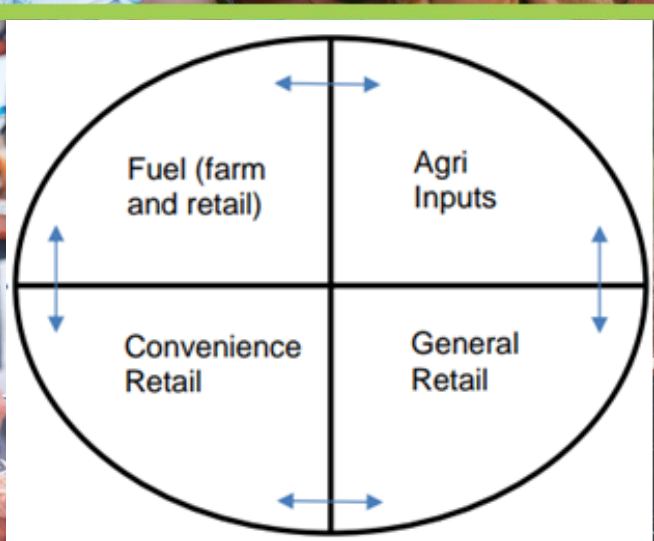 Fuel (farm
and retail)
Agri
Inputs
Convenience
Retail
General
Retail